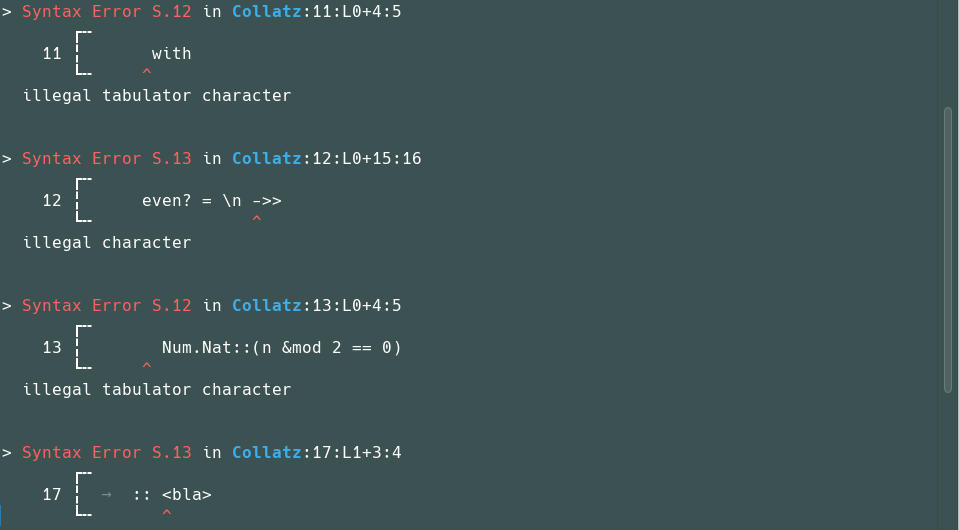 > Syntax Error S.12 in Collatz:11:L0+4:5
11 with
^
illegal tabulator character
> Syntax Error S.13 in Collatz:12:L0+15:16
12 even? = \n ->>
^
illegal character
> Syntax Error S.12 in Collatz:13:L0+4:5
13 Num.Nat::(n &mod 2 == 0)
^
illegal tabulator character
> Syntax Error S.13 in Collatz:17:L1+3:4
17 → :: <bla>
^